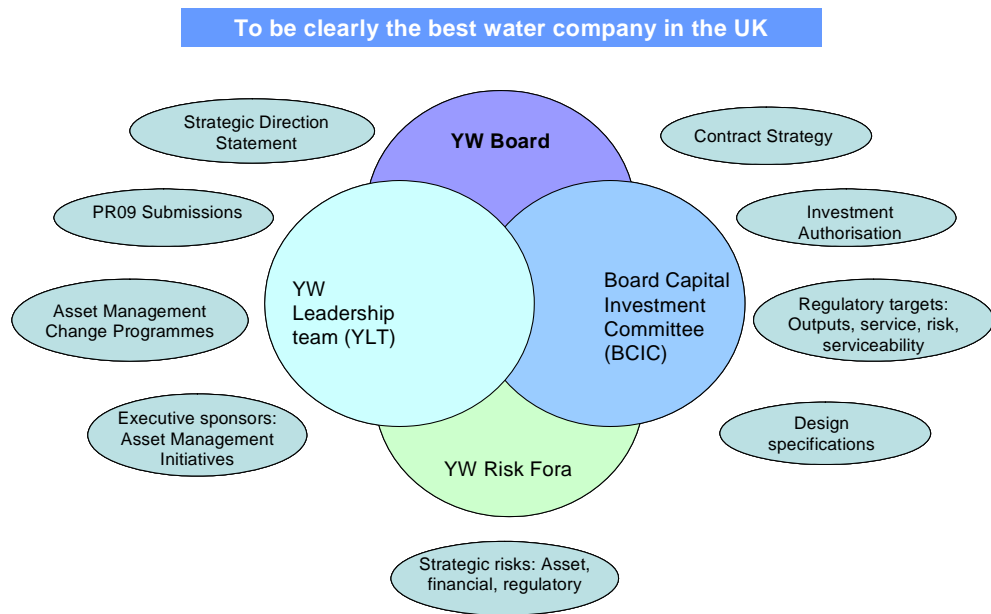 To be clearly the best water company in the UK
Strategic Direction
Statement
YW Board
Contract Strategy
PR09 Submissions
Investment
Authorisation
Asset Management
Change Programmes
YW
Leadership
team (YLT)
Board Capital
Investment
Committee
(BCIC)
Regulatory targets:
Outputs, service, risk,
serviceability
Executive sponsors:
Asset Management
Initiatives
Design
specifications
YW Risk Fora
Strategic risks: Asset,
financial, regulatory